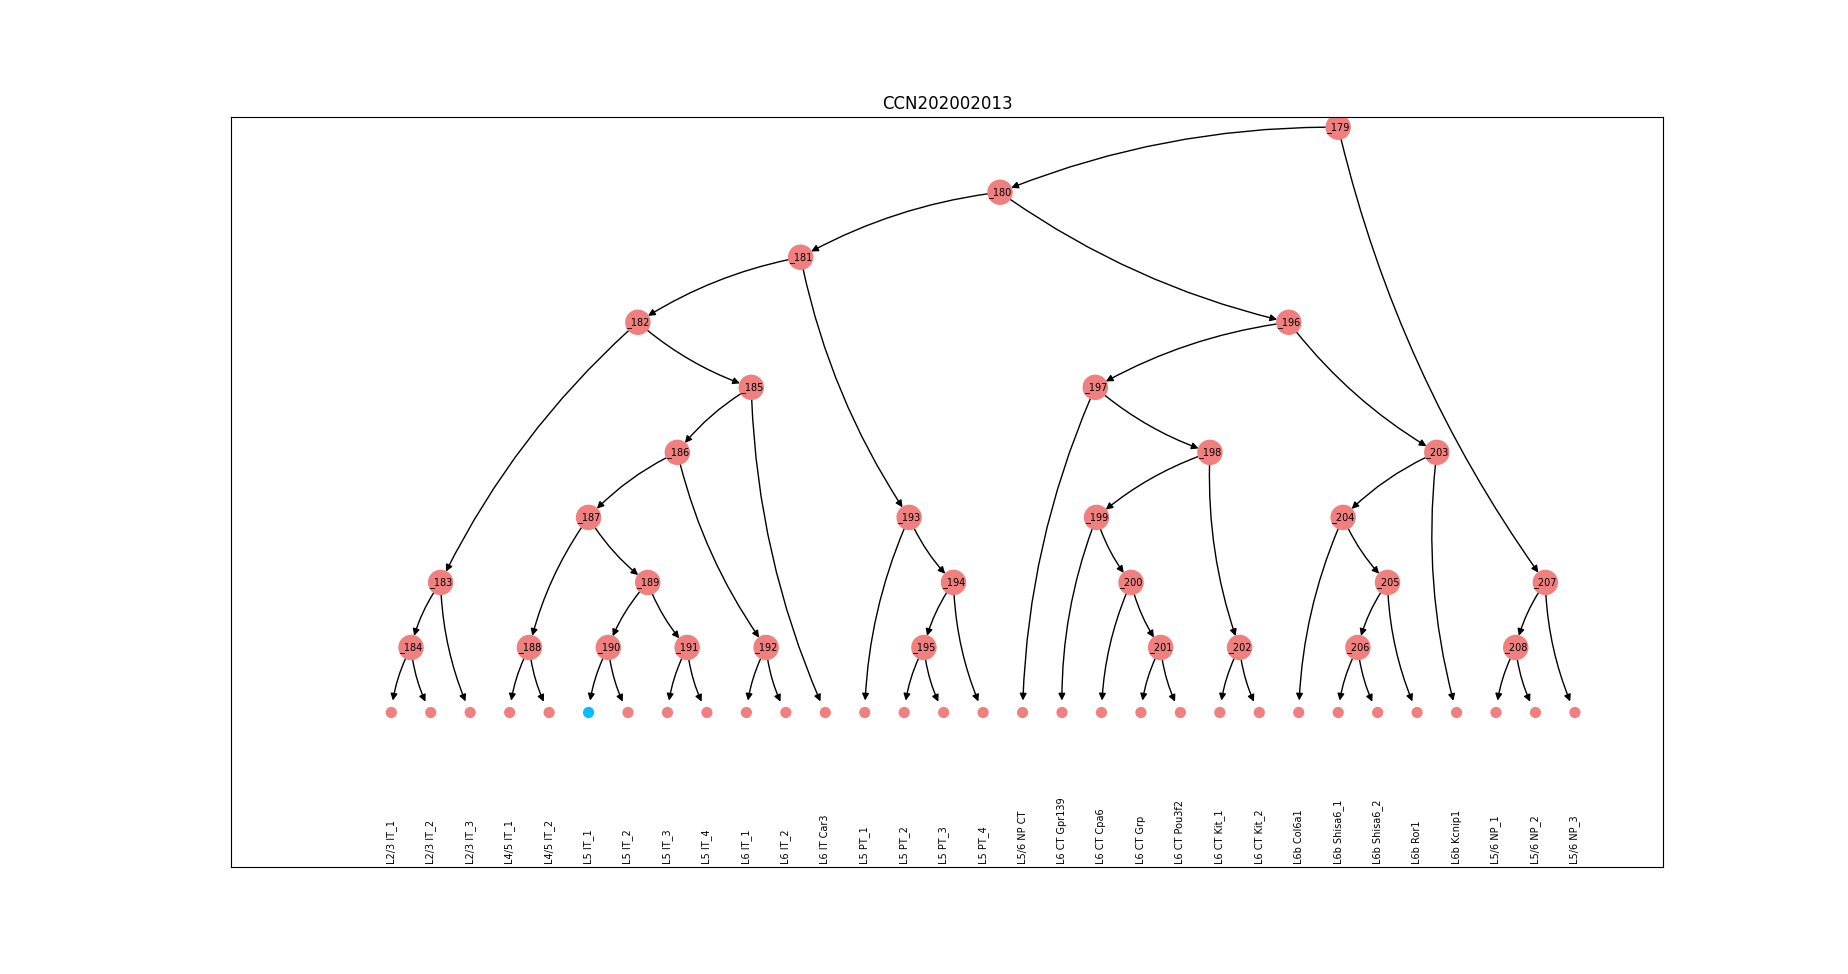 CCN202002013
_179
_180
_181
_182
_196
_185
_197
_186
_198
_203
_187
_193
_199
_204
_183
_189
_194
_200
_205
_207
_184
_188
_190
_191
_192
_195
_201
_202
_206
_208
L2/3 IT_1
L2/3 IT_2
L2/3 IT_3
L4/5 IT_1
L4/5 IT_2
L5 IT_1
L5 IT_2
L5 IT_3
L5 IT_4
L6 IT_1
L6 IT_2
L6 IT Car3
L5 PT_1
L5 PT_2
L5 PT_3
L5 PT_4
L5/6 NP CT
L6 CT Gpr139
L6 CT Cpa6
L6 CT Grp
L6 CT Pou3f2
L6 CT Kit_1
L6 CT Kit_2
L6b Col6a1
L6b Shisa6_1
L6b Shisa6_2
L6b Ror1
L6b Kcnip1
L5/6 NP_1
L5/6 NP_2
L5/6 NP_3